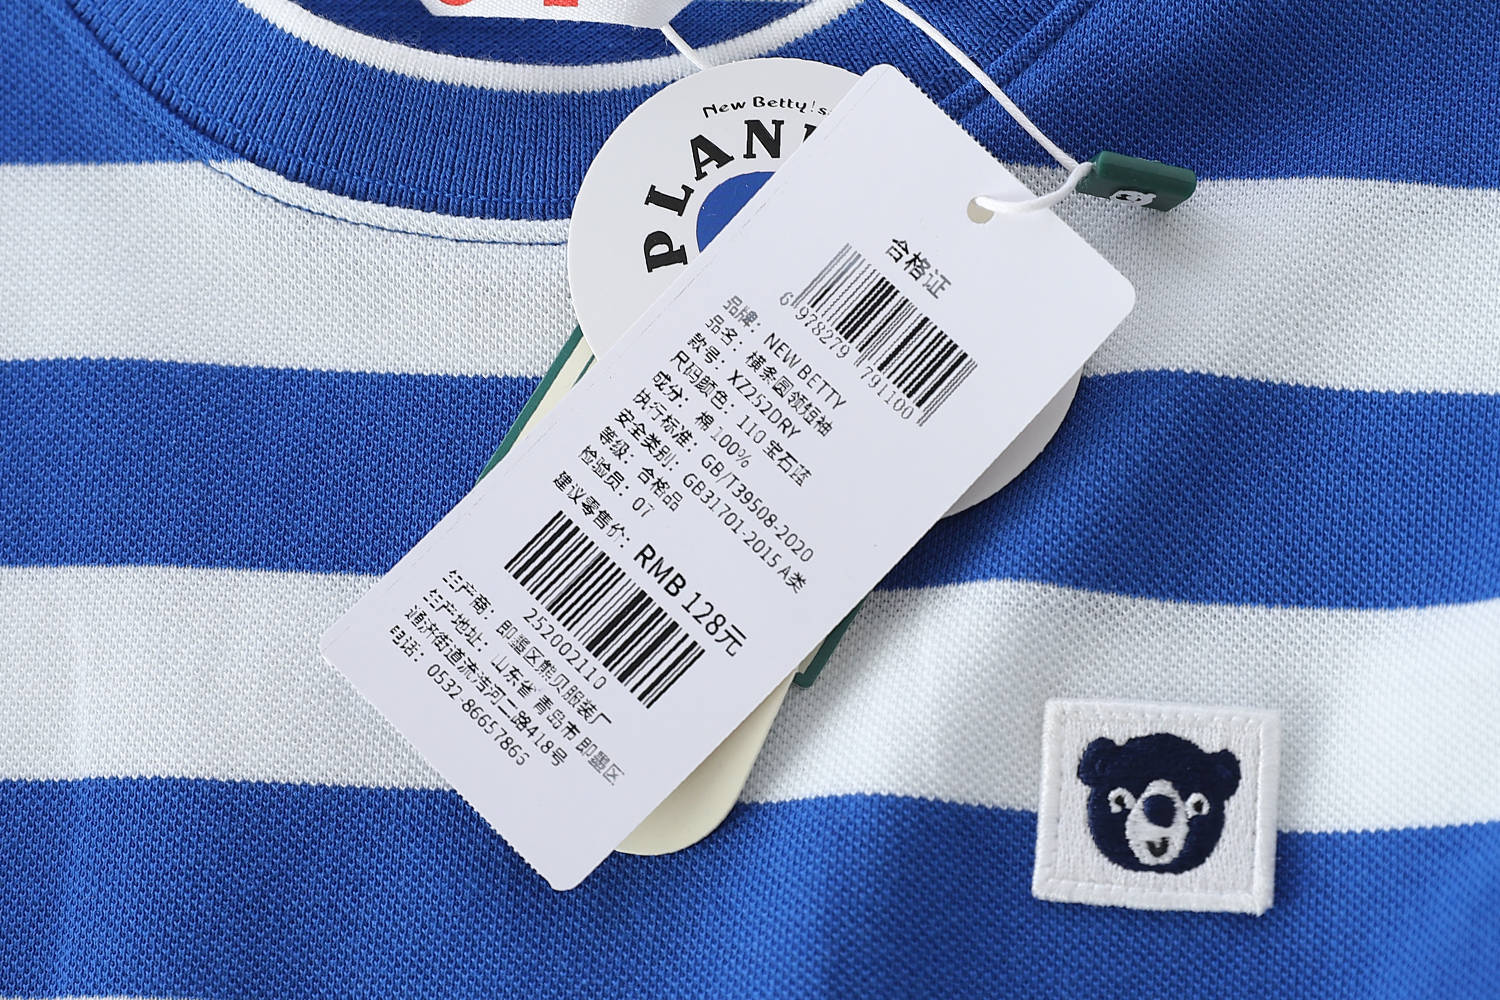 New Betty!s
PLAN
合格证
6 978279 791100
品牌：NEW BETTY
品名：横条圆领短袖
款号：XZ252DRY
尺码颜色：110 宝石蓝
成分：棉100%
执行标准：GB/T39508-2020
安全类别：GB31701-2015 A类
等级：合格品
检验员：07
建议零售价：RMB 128元
252002110
生产商：即墨区熊贝服装厂
生产地址：山东省 青岛市 即墨区
通济街道流浩河二路418号
电话：0532-86657865